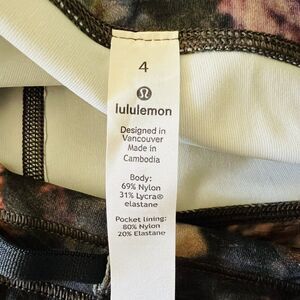 4
lululemon
Designed in
Vancouver
Made in
Cambodia
Body:
69% Nylon
31% Lycra®
elastane
Pocket lining:
80% Nylon
20% Elastane